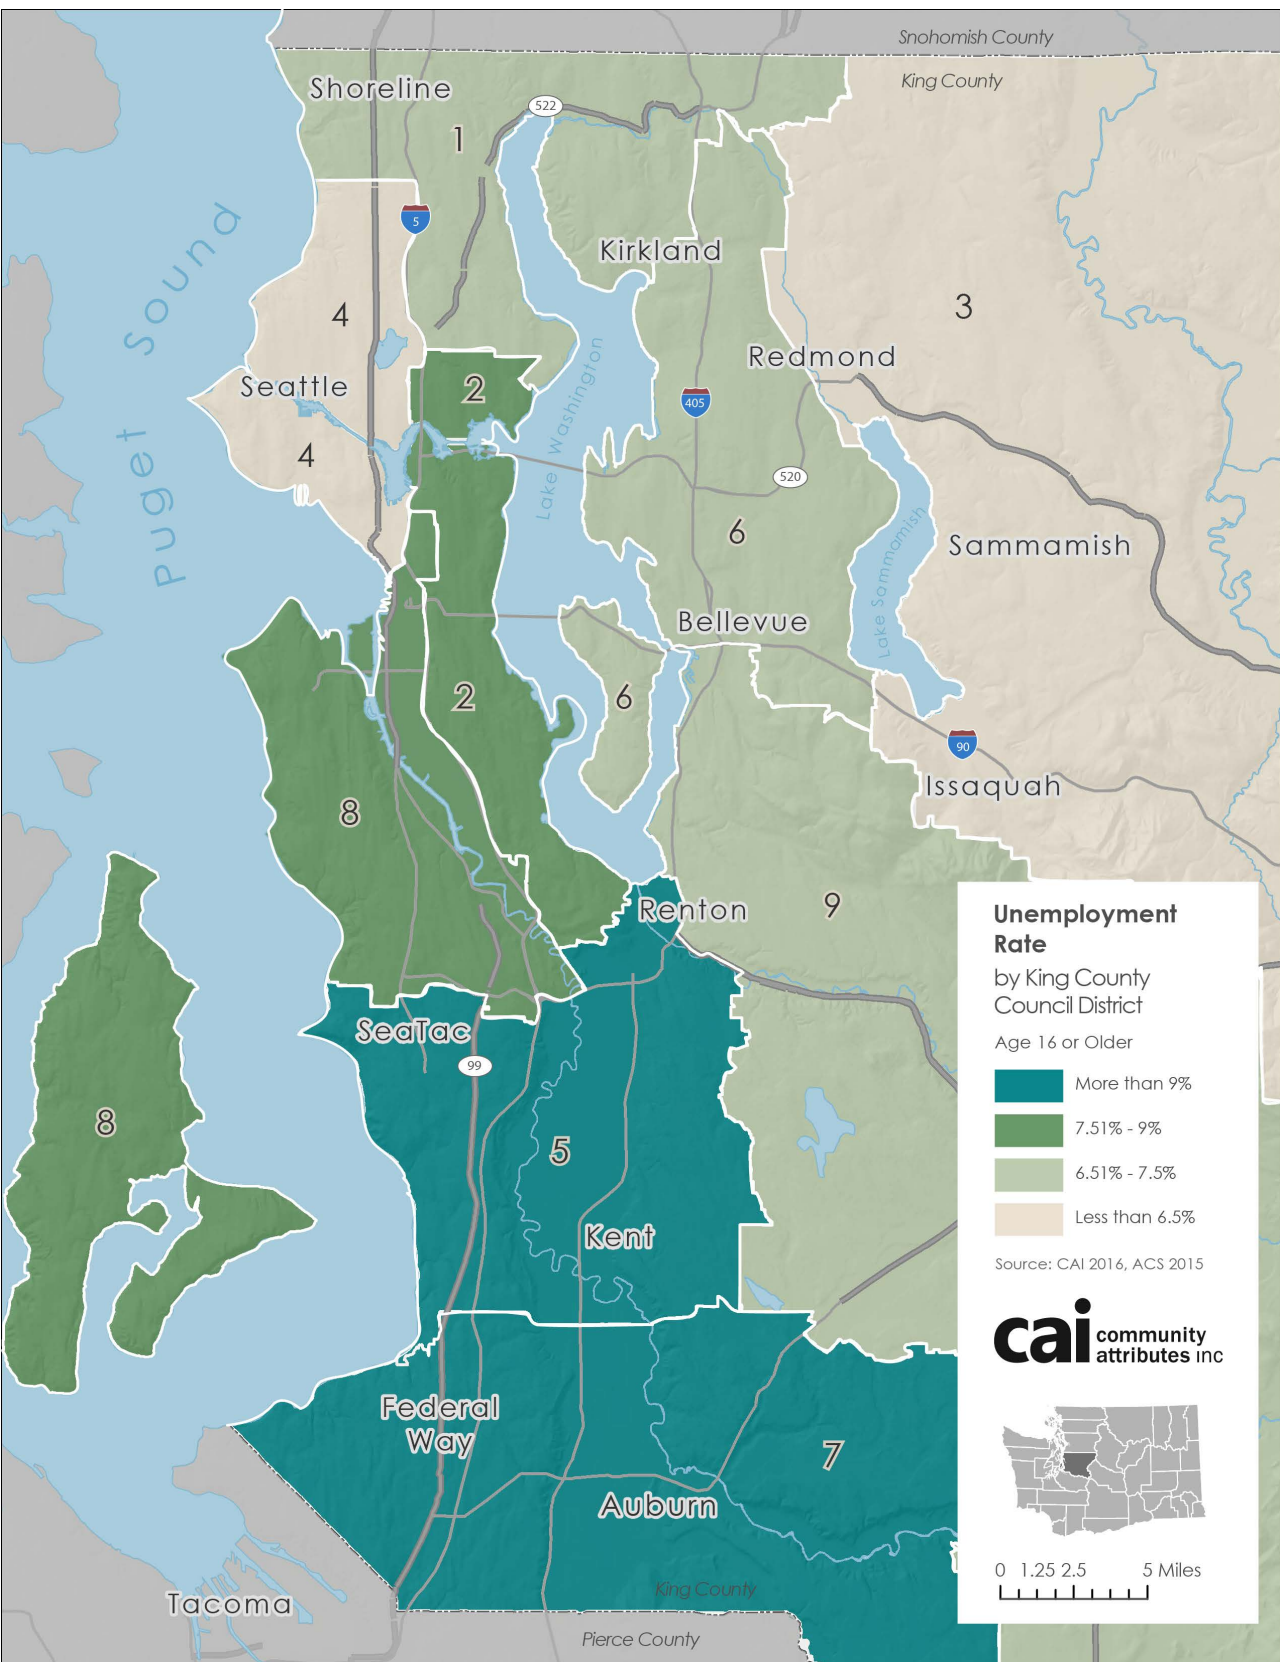 Snohomish County
King County
Shoreline
522
1
5
Puget Sound
Kirkland
4
3
Redmond
Seattle
2
Lake Washington
405
4
520
6
Lake Sammamish
Sammamish
Bellevue
2
6
90
Issaquah
8
9
Renton
SeaTac
99
8
5
Kent
Federal
Way
7
Auburn
King County
Tacoma
Pierce County
Unemployment
Rate
by King County
Council District
Age 16 or Older
More than 9%
7.51% - 9%
6.51% - 7.5%
Less than 6.5%
Source: CAI 2016, ACS 2015
cai community
attributes inc
0 1.25 2.5 5 Miles